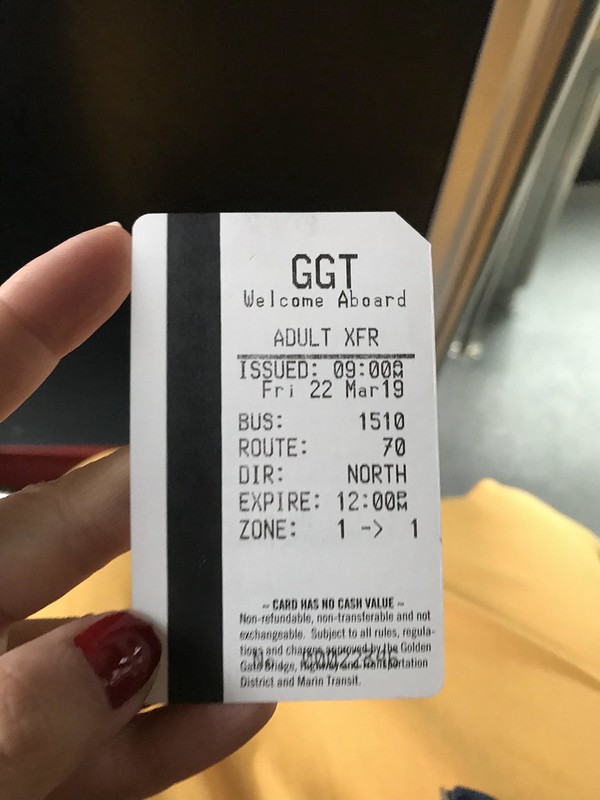 GGT
Welcome Aboard
ADULT XFR
ISSUED: 09:00AM
Fri 22 Mar19
BUS: 1510
ROUTE: 70
DIR: NORTH
EXPIRE: 12:00PM
ZONE: 1 -> 1
~ CARD HAS NO CASH VALUE ~
Non-refundable, non-transferable and not
exchangeable. Subject to all rules, regula-
tions and charges approved by the Golden
Gate Bridge, Highway and Transportation
District and Marin Transit.